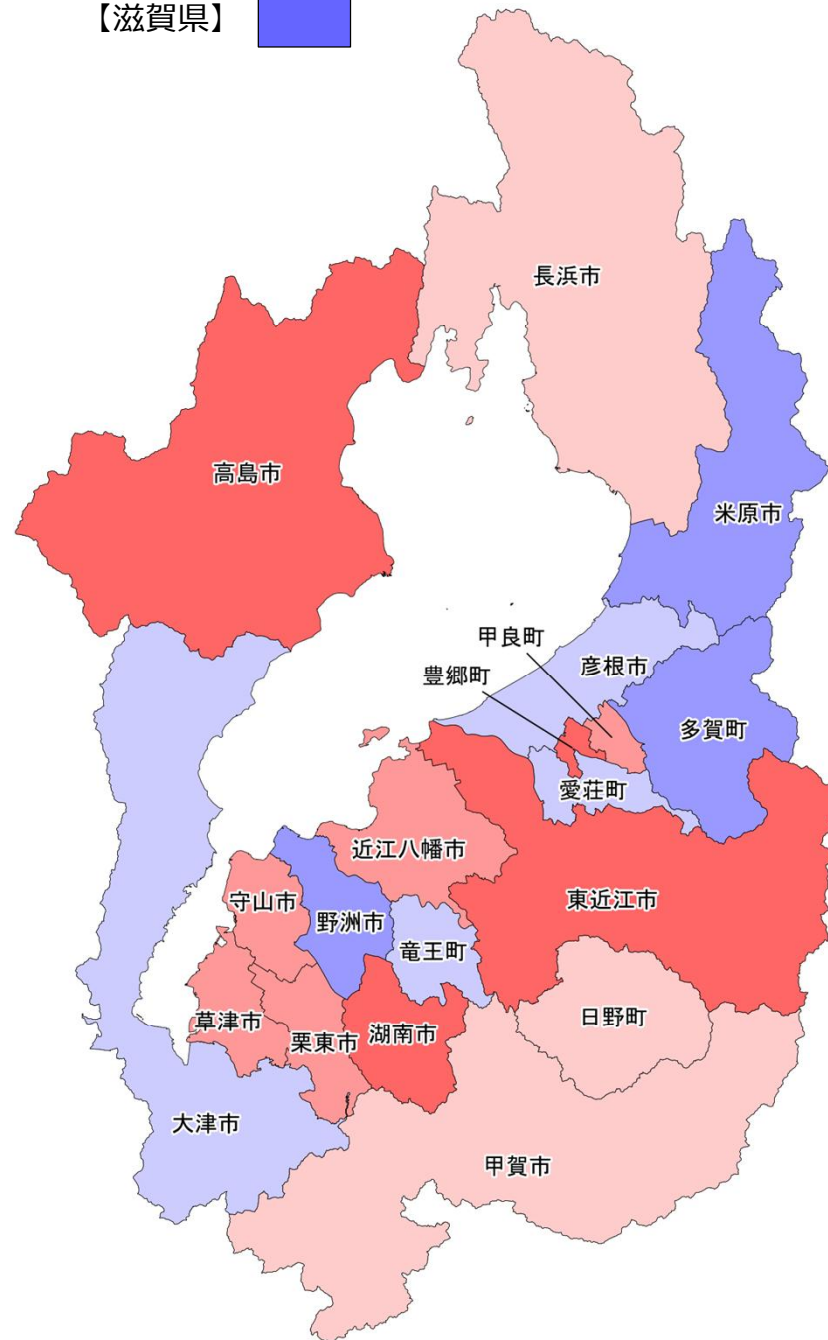 【滋賀県】
長浜市
高島市
米原市
甲良町
彦根市
豊郷町
多賀町
愛荘町
近江八幡市
守山市
東近江市
野洲市
竜王町
日野町
草津市
栗東市
湖南市
大津市
甲賀市